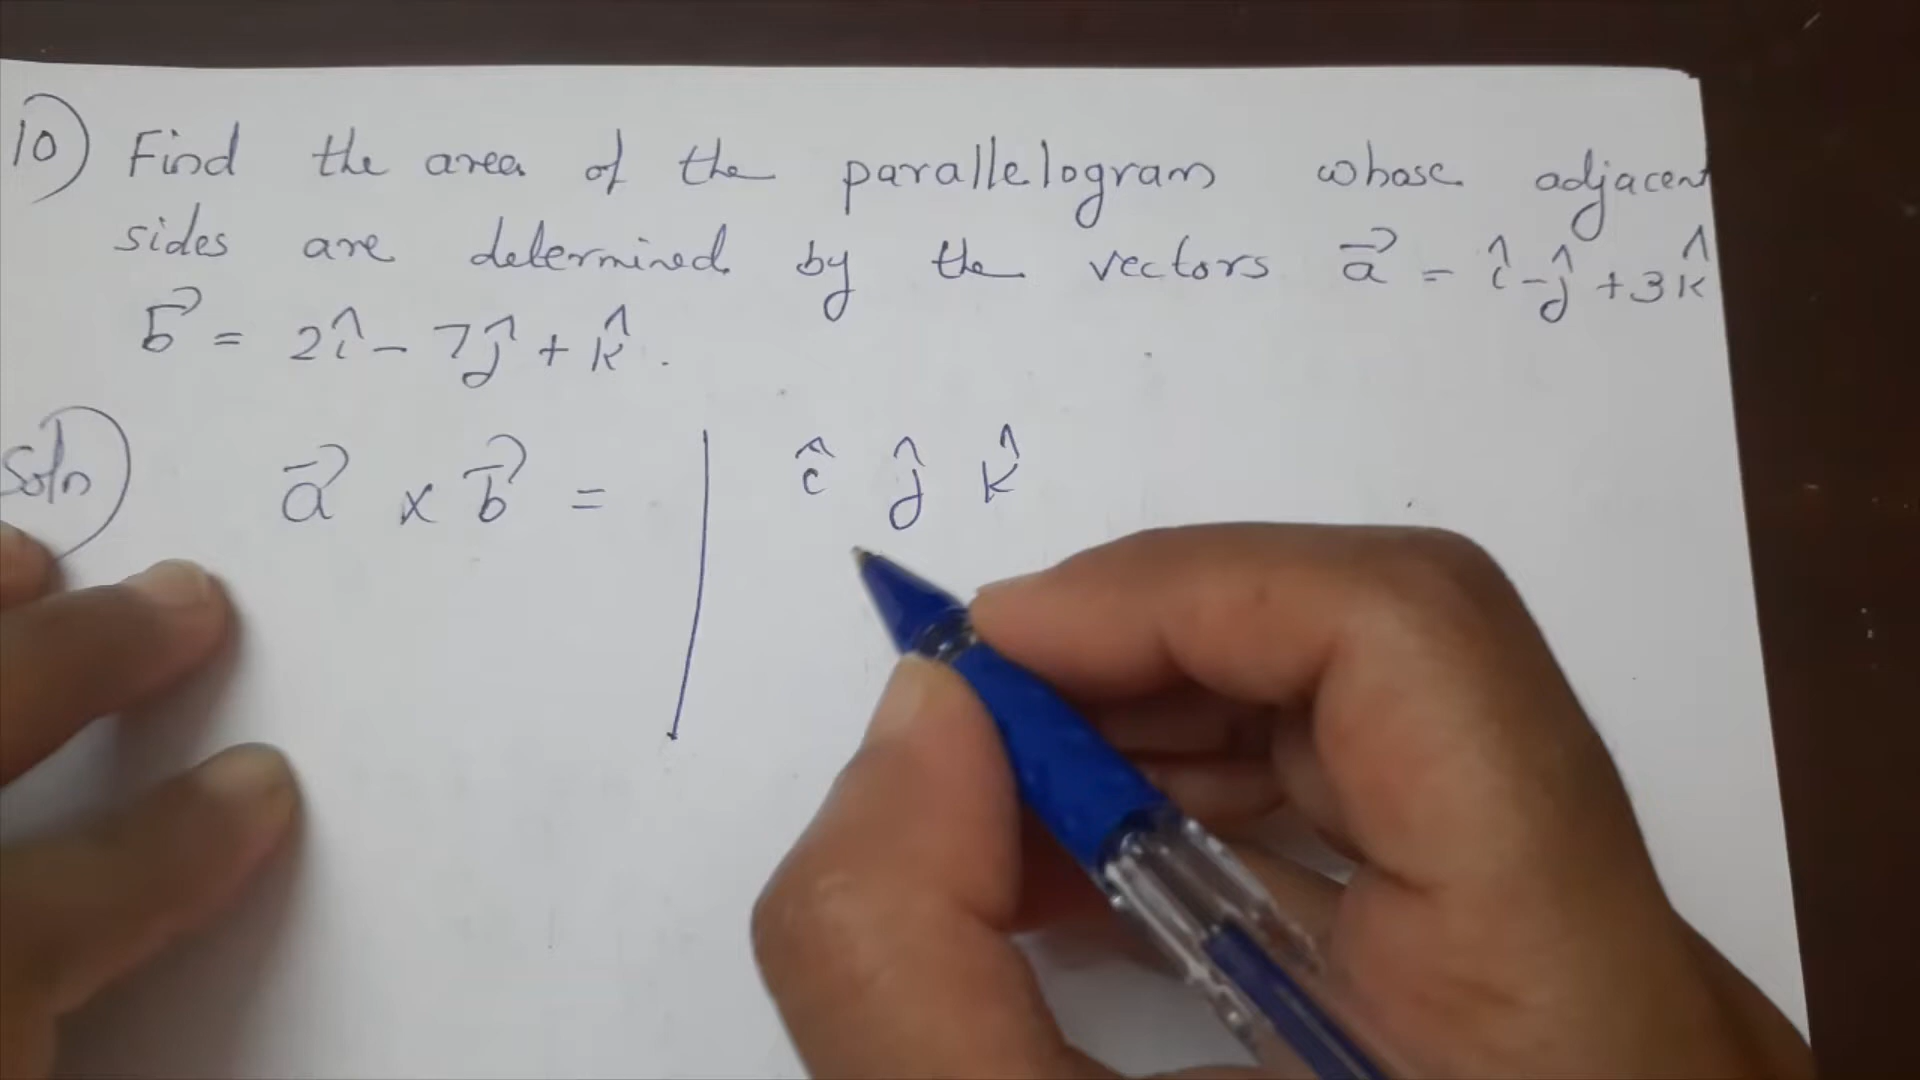 10) Find the area of the parallelogram whose adjacent
sides are determined by the vectors a⃗ = î - ĵ + 3k̂
b⃗ = 2î - 7ĵ + k̂ .
Soln) a⃗ × b⃗ = | î ĵ k̂